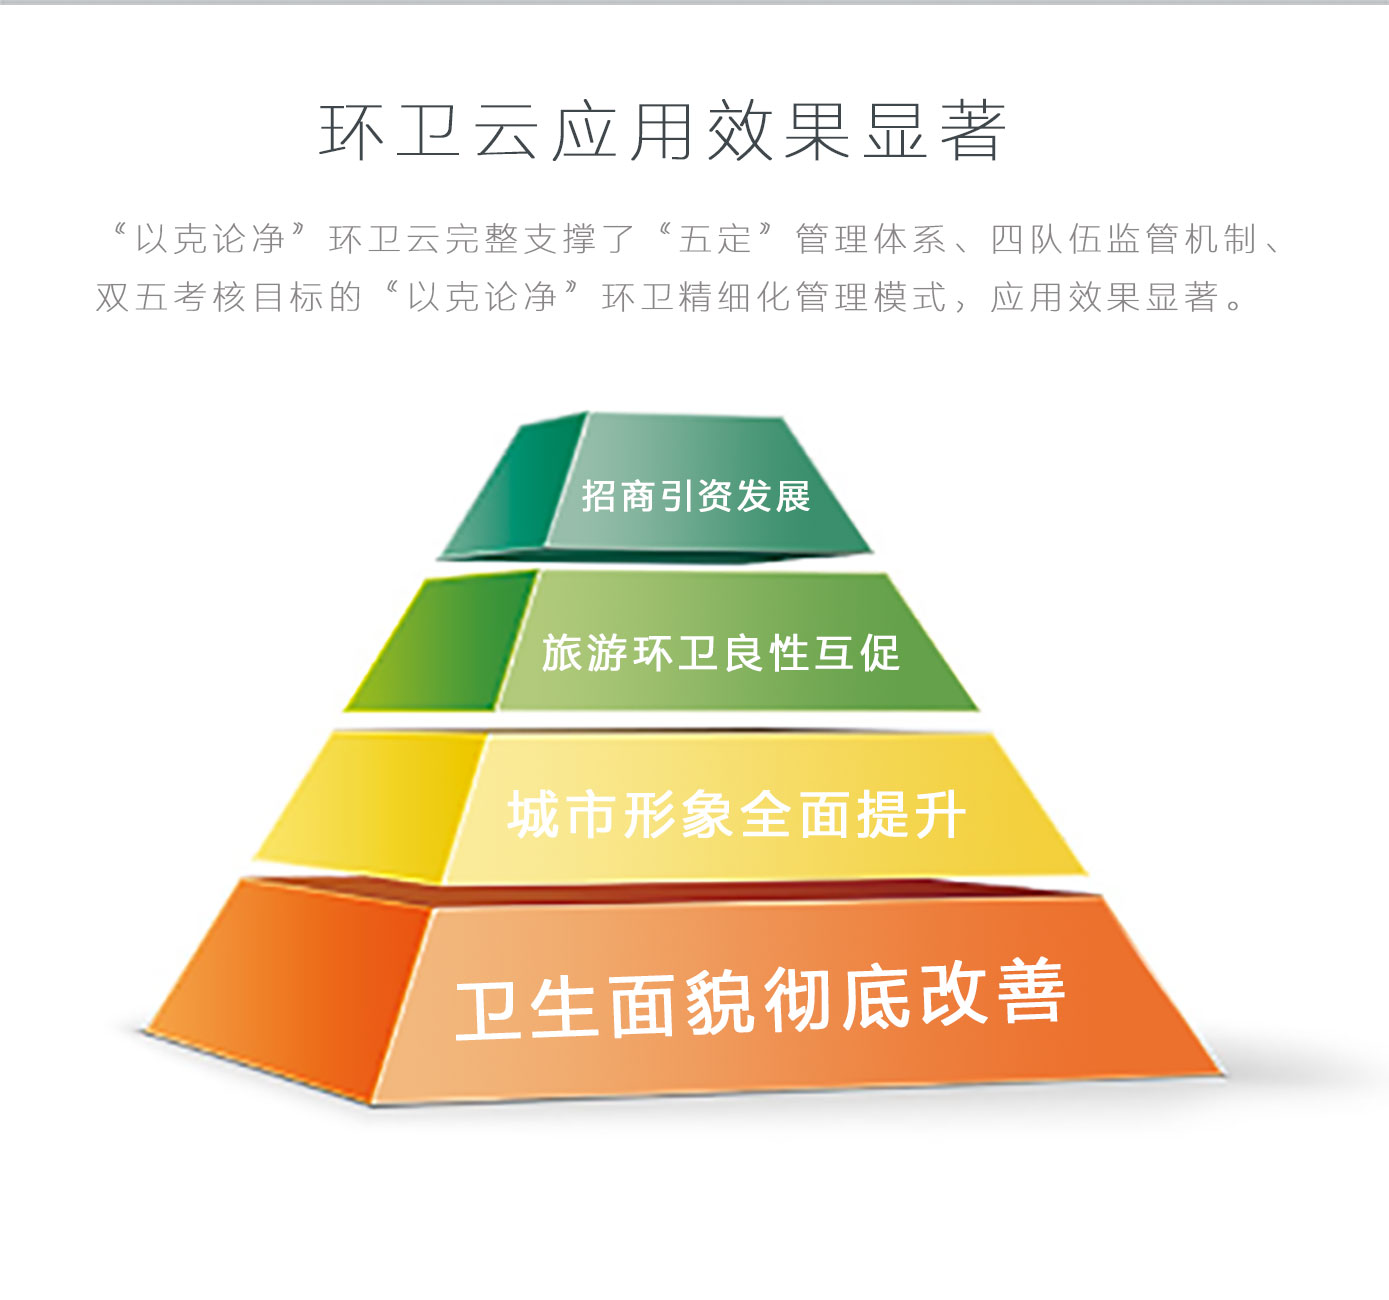 环卫云应用效果显著
“以克论净”环卫云完整支撑了“五定”管理体系、四队伍监管机制、
双五考核目标的“以克论净”环卫精细化管理模式，应用效果显著。
招商引资发展
旅游环卫良性互促
城市形象全面提升
卫生面貌彻底改善